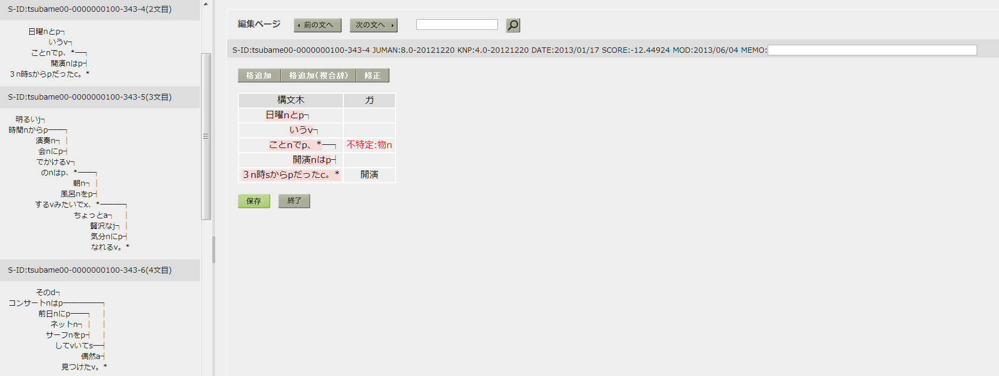 S-ID:tsubame00-0000000100-343-4(2文目)
日曜nとp┐
いうv┐
ことnでp、*─┐
開演nはp┤
３n時sからpだったc。*
S-ID:tsubame00-0000000100-343-5(3文目)
明るいj┐
時間nからp──┐
演奏n┐│
会nにp┤
でかけるv┐
のnはp、*──┐
朝n┐│
風呂nをp┤
するvみたいでx、*───┐
ちょっとa┐　│
贅沢なj┐│
気分nにp┤
なれるv。*
S-ID:tsubame00-0000000100-343-6(4文目)
そのd┐
コンサートnはp─────┐
前日nにp──┐　│
ネットn┐│　│
サーフnをp┤　│
してvいてs─┤
偶然a┤
見つけたv。*
編集ページ 前の文へ 次の文へ
S-ID:tsubame00-0000000100-343-4 JUMAN:8.0-20121220 KNP:4.0-20121220 DATE:2013/01/17 SCORE:-12.44924 MOD:2013/06/04 MEMO:
格追加 格追加(複合辞) 修正
構文木 ガ
日曜nとp┐
いうv┐
ことnでp、*─┐ 不特定:物n
開演nはp┤
３n時sからpだったc。* 開演
保存 終了